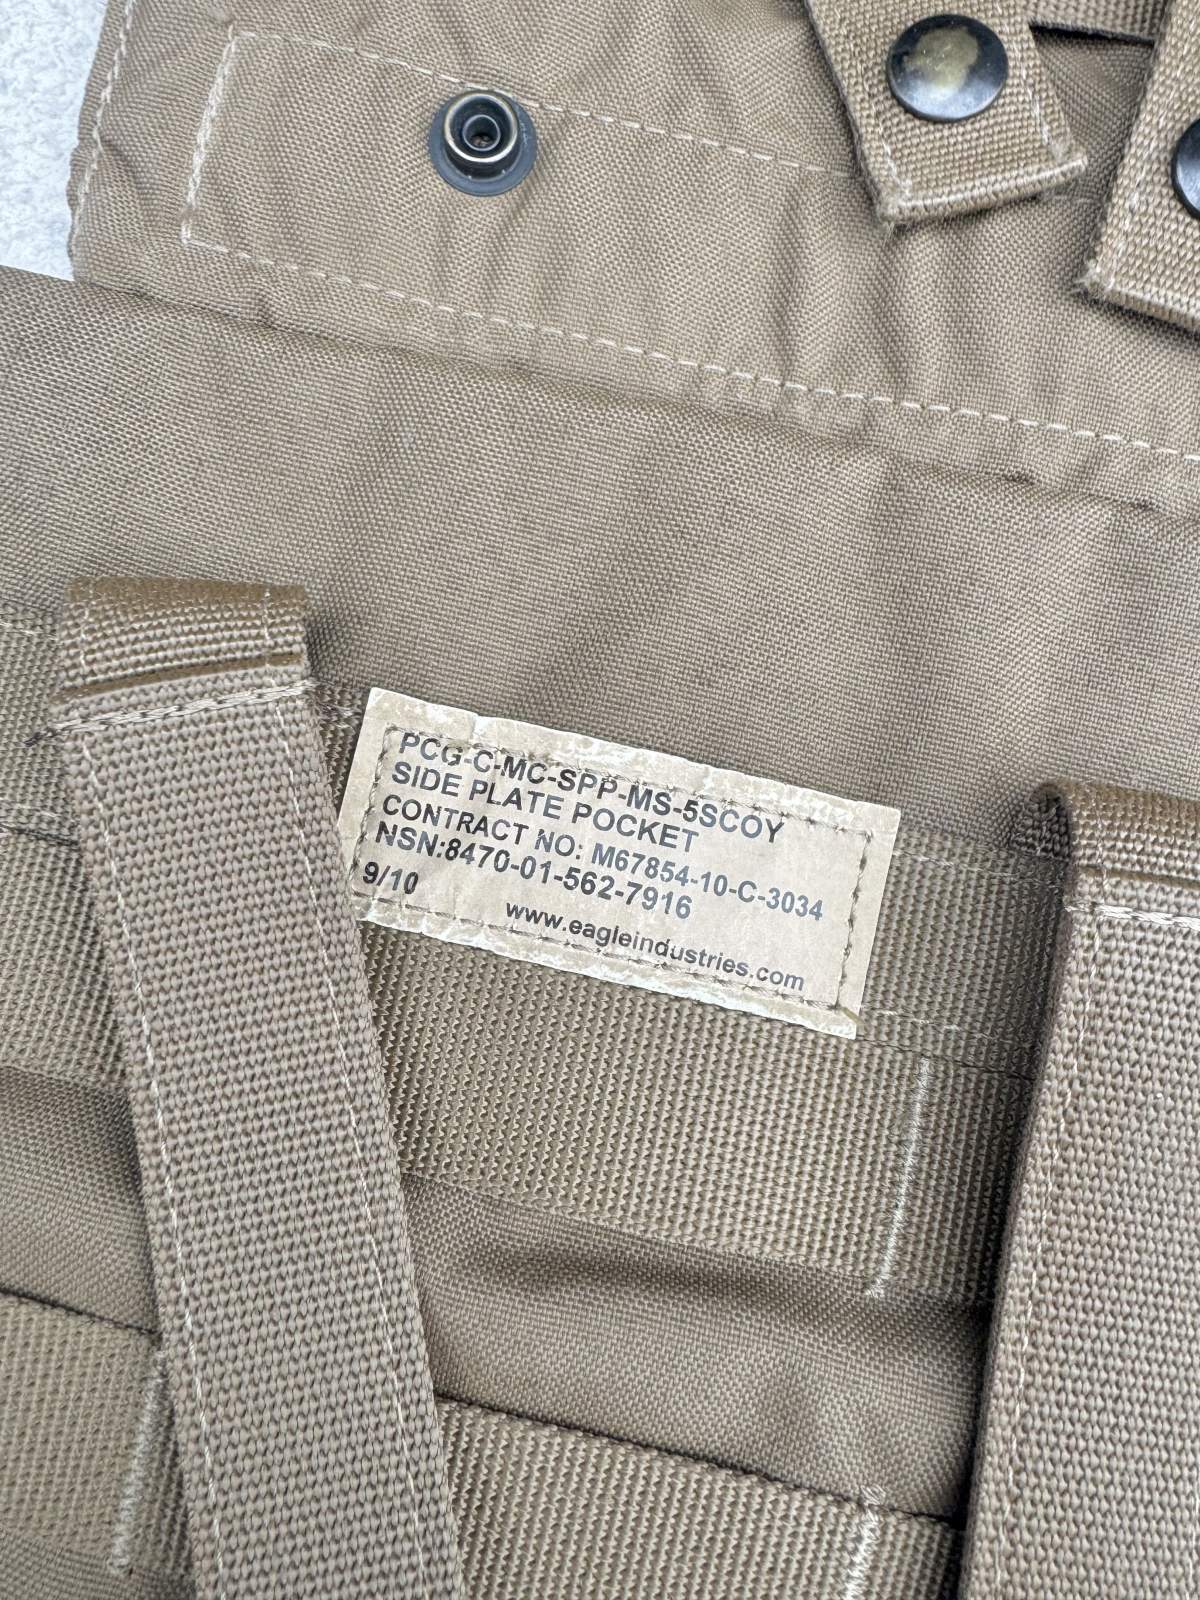 PCG-C-MC-SPP-MS-5SCOY
SIDE PLATE POCKET
CONTRACT NO: M67854-10-C-3034
NSN:8470-01-562-7916
9/10
www.eagleindustries.com